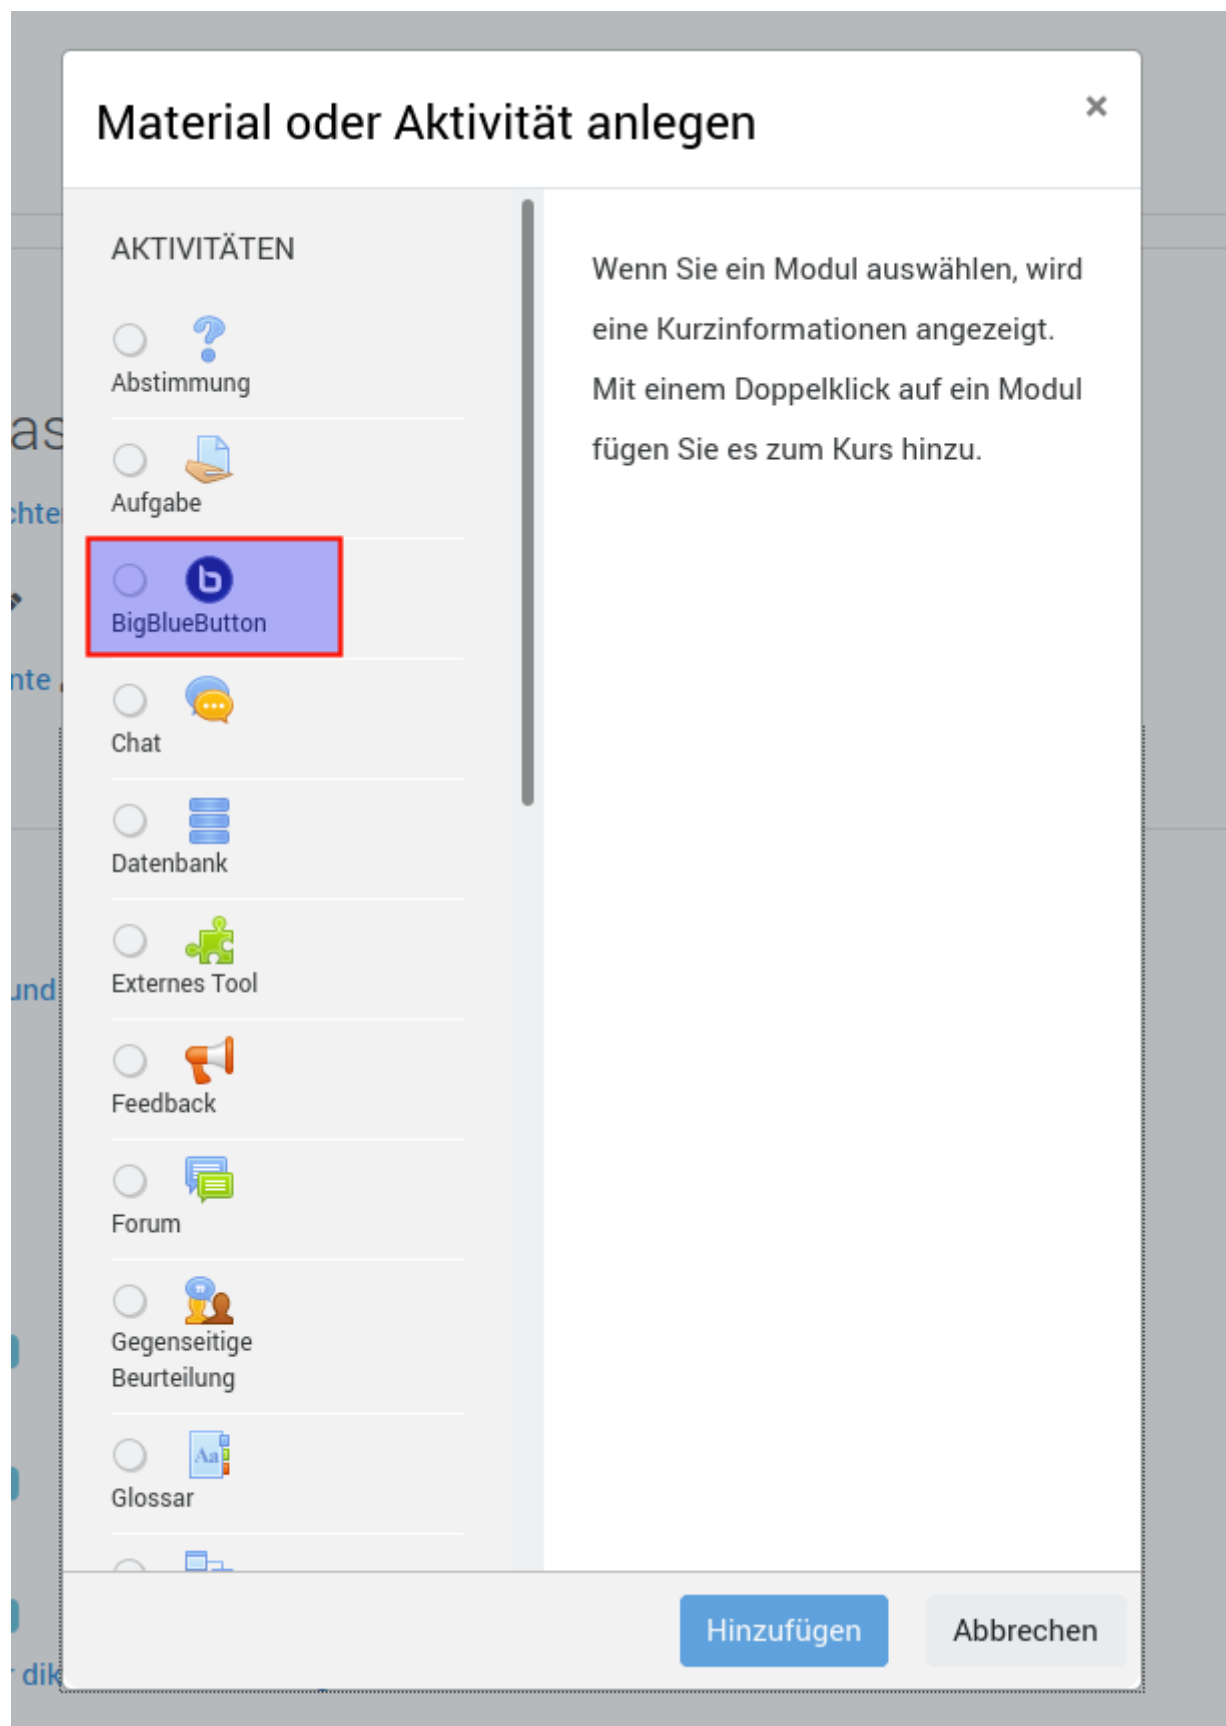 Material oder Aktivität anlegen
×
AKTIVITÄTEN
Abstimmung
Aufgabe
BigBlueButton
Chat
Datenbank
Externes Tool
Feedback
Forum
Gegenseitige
Beurteilung
Glossar
Wenn Sie ein Modul auswählen, wird
eine Kurzinformationen angezeigt.
Mit einem Doppelklick auf ein Modul
fügen Sie es zum Kurs hinzu.
Hinzufügen
Abbrechen
und